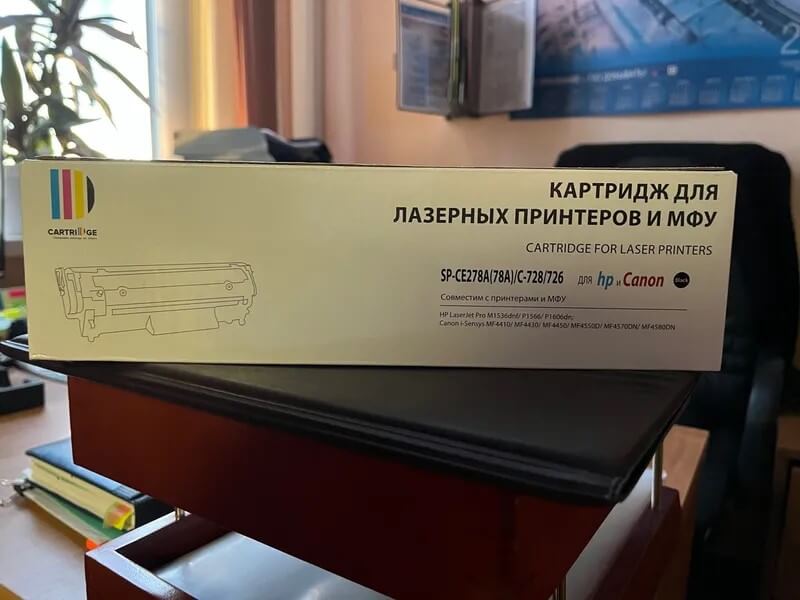 CARTRIDGE
КАРТРИДЖ ДЛЯ
ЛАЗЕРНЫХ ПРИНТЕРОВ И МФУ
CARTRIDGE FOR LASER PRINTERS
SP-CE278A(78A)/C-728/726 для hp и Canon Black
Совместим с принтерами и МФУ
HP LaserJet Pro M1536dnf/ P1566/ P1606dn;
Canon i-Sensys MF4410/ MF4430/ MF4450/ MF4550D/ MF4570DN/ MF4580DN